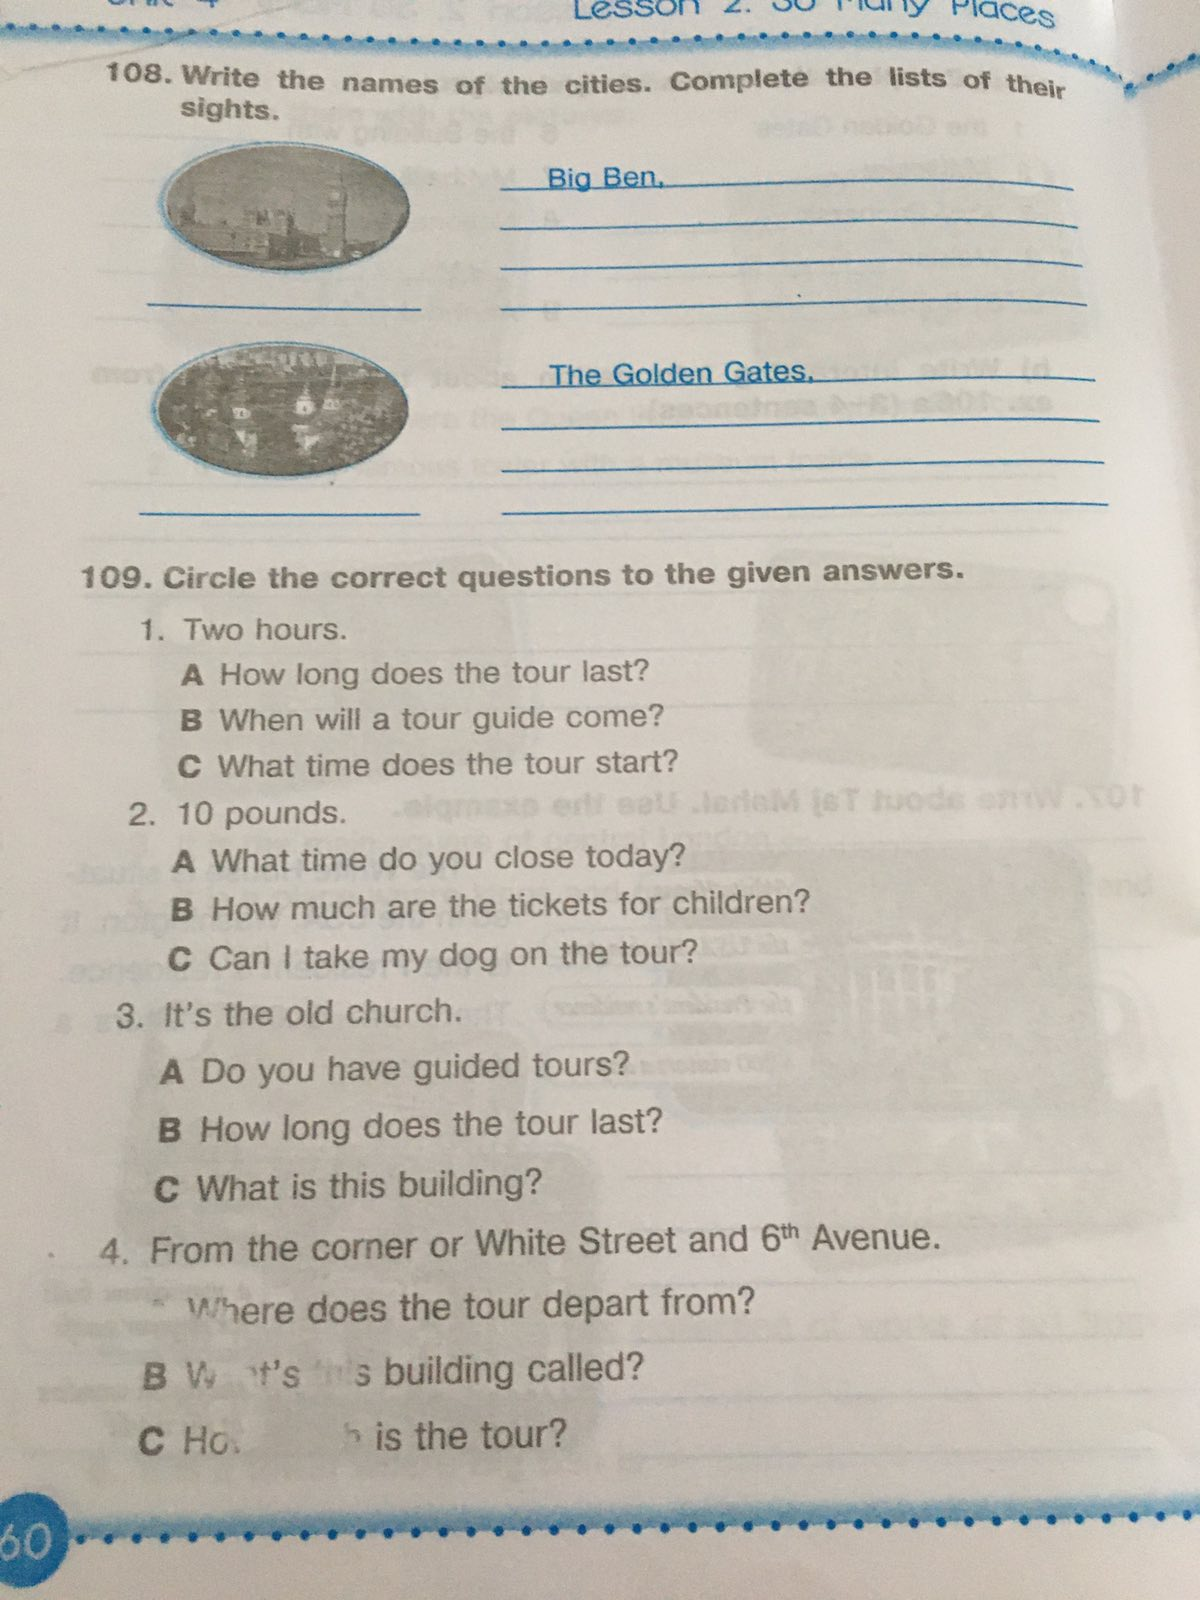 Lesson 2. So Many Places
108. Write the names of the cities. Complete the lists of their
sights.
Big Ben,
The Golden Gates,
109. Circle the correct questions to the given answers.
1. Two hours.
A How long does the tour last?
B When will a tour guide come?
C What time does the tour start?
2. 10 pounds.
A What time do you close today?
B How much are the tickets for children?
C Can I take my dog on the tour?
3. It's the old church.
A Do you have guided tours?
B How long does the tour last?
C What is this building?
4. From the corner or White Street and 6th Avenue.
Where does the tour depart from?
B building called?
C is the tour?
60